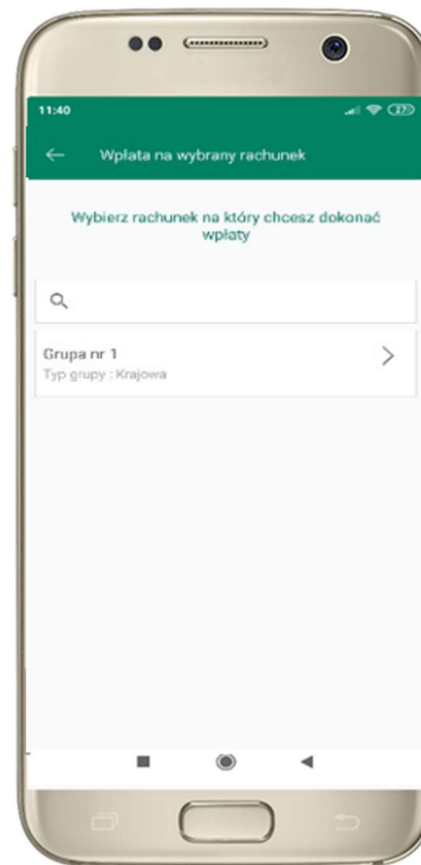 11:40
27
Wpłata na wybrany rachunek
Wybierz rachunek na który chcesz dokonać
wpłaty
Grupa nr 1
Typ grupy : Krajowa